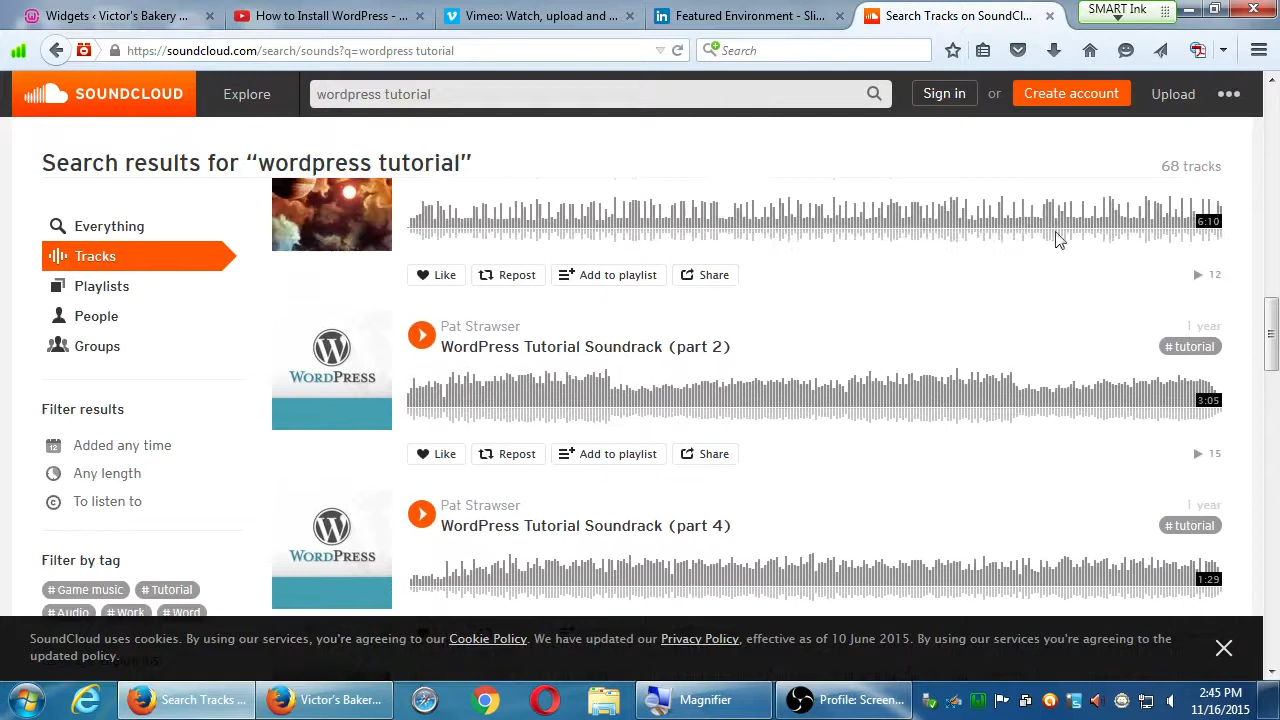 Widgets ‹ Victor's Bakery ...
How to Install WordPress - ...
Vimeo: Watch, upload and ...
Featured Environment - Sli...
Search Tracks on SoundCl...
SMART Ink
https://soundcloud.com/search/sounds?q=wordpress tutorial
Search
SOUNDCLOUD
Explore
wordpress tutorial
Sign in
or
Create account
Upload
Search results for “wordpress tutorial”
68 tracks
Everything
Tracks
Playlists
People
Groups
Filter results
Added any time
Any length
To listen to
Filter by tag
# Game music
# Tutorial
# Audio
# Work
# Word
6:10
Like
Repost
Add to playlist
Share
12
WORDPRESS
Pat Strawser
1 year
WordPress Tutorial Soundrack (part 2)
# tutorial
3:05
Like
Repost
Add to playlist
Share
15
WORDPRESS
Pat Strawser
1 year
WordPress Tutorial Soundrack (part 4)
# tutorial
1:29
SoundCloud uses cookies. By using our services, you're agreeing to our Cookie Policy. We have updated our Privacy Policy, effective as of 10 June 2015. By using our services you're agreeing to the
updated policy.
Search Tracks ...
Victor's Baker...
Magnifier
Profile: Screen...
2:45 PM
11/16/2015